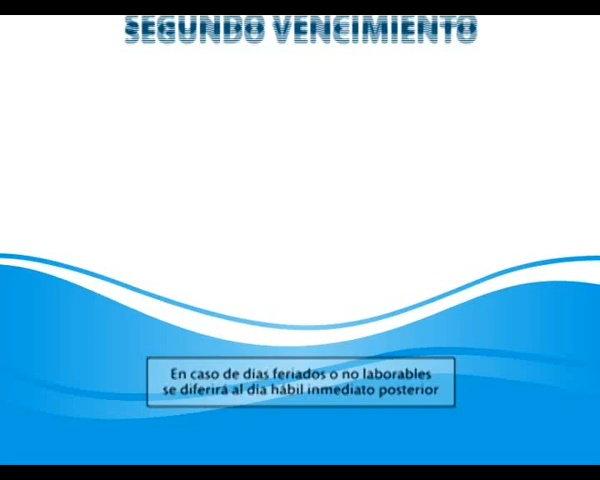 SEGUNDO VENCIMIENTO
En caso de días feriados o no laborables
se diferirá al día hábil inmediato posterior